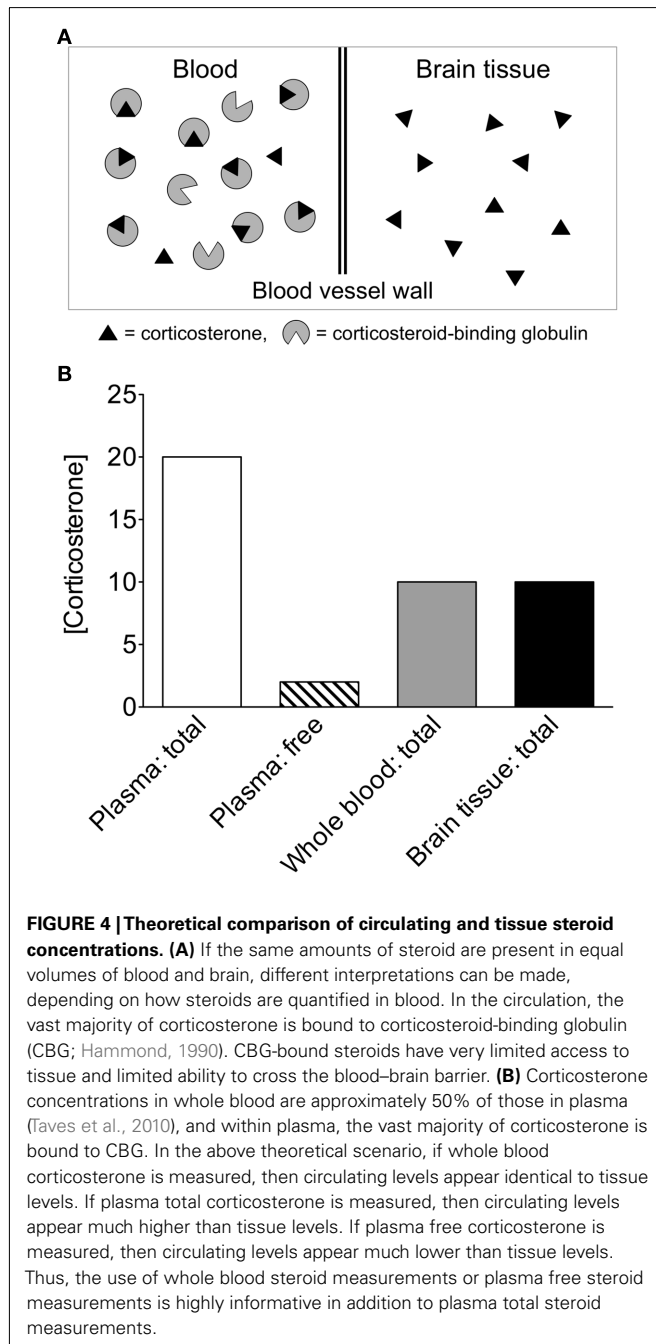 A
Blood
Brain tissue
Blood vessel wall
= corticosterone, = corticosteroid-binding globulin
B
[Corticosterone]
25
20
15
10
5
0
Plasma: total
Plasma: free
Whole blood: total
Brain tissue: total
FIGURE 4 | Theoretical comparison of circulating and tissue steroid
concentrations. (A) If the same amounts of steroid are present in equal
volumes of blood and brain, different interpretations can be made,
depending on how steroids are quantified in blood. In the circulation, the
vast majority of corticosterone is bound to corticosteroid-binding globulin
(CBG; Hammond, 1990). CBG-bound steroids have very limited access to
tissue and limited ability to cross the blood–brain barrier. (B) Corticosterone
concentrations in whole blood are approximately 50% of those in plasma
(Taves et al., 2010), and within plasma, the vast majority of corticosterone is
bound to CBG. In the above theoretical scenario, if whole blood
corticosterone is measured, then circulating levels appear identical to tissue
levels. If plasma total corticosterone is measured, then circulating levels
appear much higher than tissue levels. If plasma free corticosterone is
measured, then circulating levels appear much lower than tissue levels.
Thus, the use of whole blood steroid measurements or plasma free steroid
measurements is highly informative in addition to plasma total steroid
measurements.